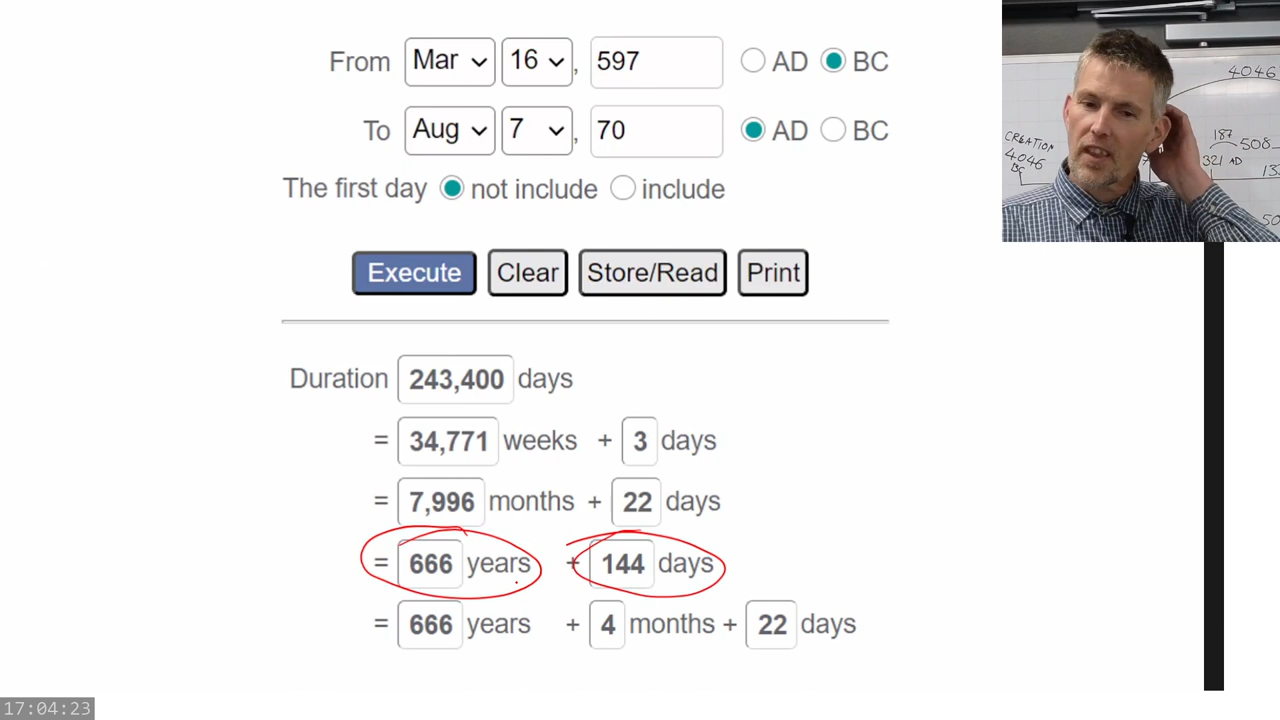 From Mar 16, 597 AD BC
To Aug 7, 70 AD BC
The first day not include include
Execute Clear Store/Read Print
Duration 243,400 days
= 34,771 weeks + 3 days
= 7,996 months + 22 days
= 666 years + 144 days
= 666 years + 4 months + 22 days
4046
CREATION
4046
BC
187
508
321 AD
17:04:23